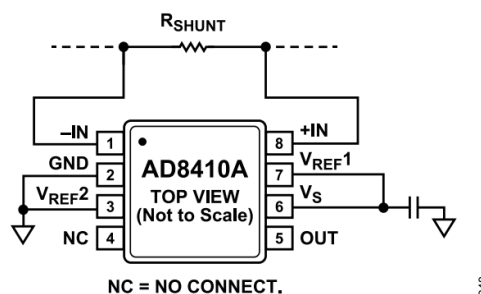 RSHUNT
–IN 1
8 +IN
GND 2
7 VREF1
VREF2 3
6 VS
NC 4
5 OUT
AD8410A
TOP VIEW
(Not to Scale)
NC = NO CONNECT.